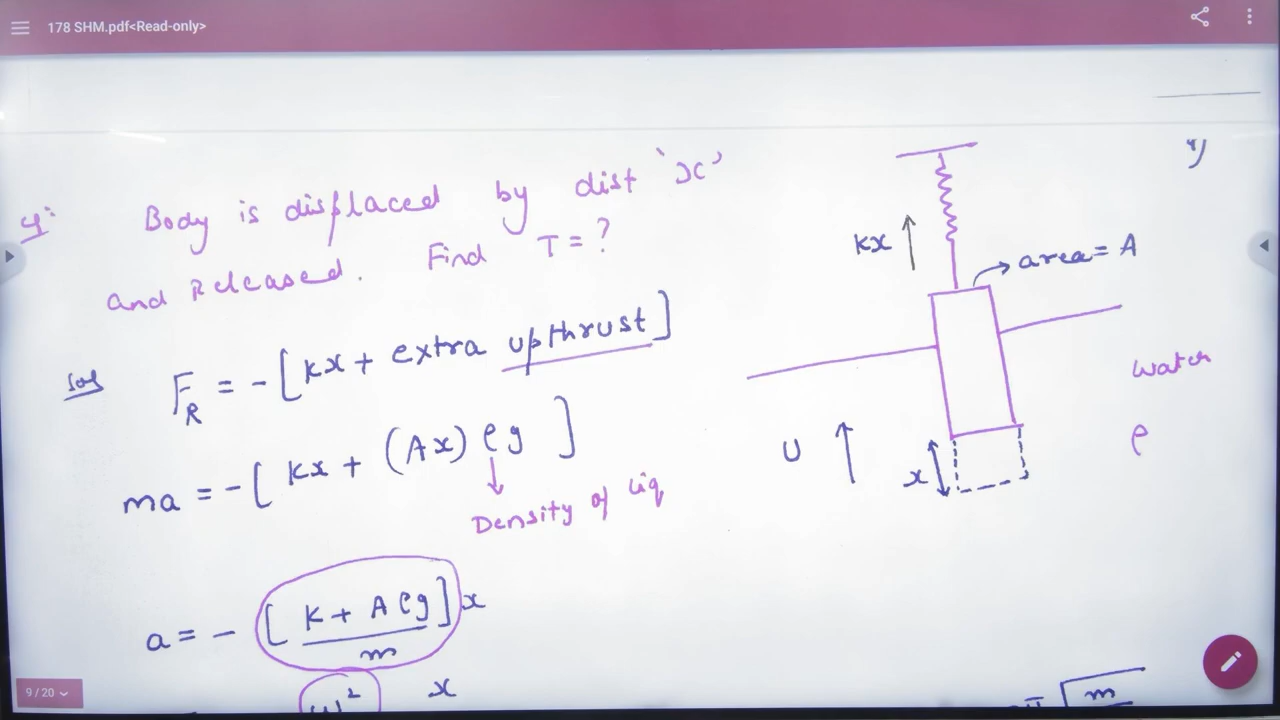 178 SHM.pdf<Read-only>
Q: Body is displaced by dist 'x'
and Released. Find T = ?
Sol F_R = -[kx + extra upthrust]
ma = -[kx + (Ax) ρg]
Density of Liq
a = - [K + Aρg / m] x
ω² x
kx
area = A
U
x
ρ
m
9 / 20